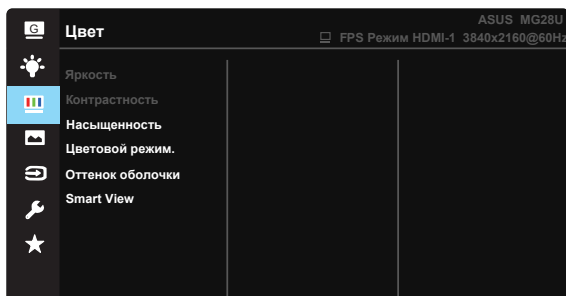 G
Цвет
ASUS MG28U
FPS Режим HDMI-1 3840x2160@60Hz
Яркость
Контрастность
Насыщенность
Цветовой режим.
Оттенок оболочки
Smart View